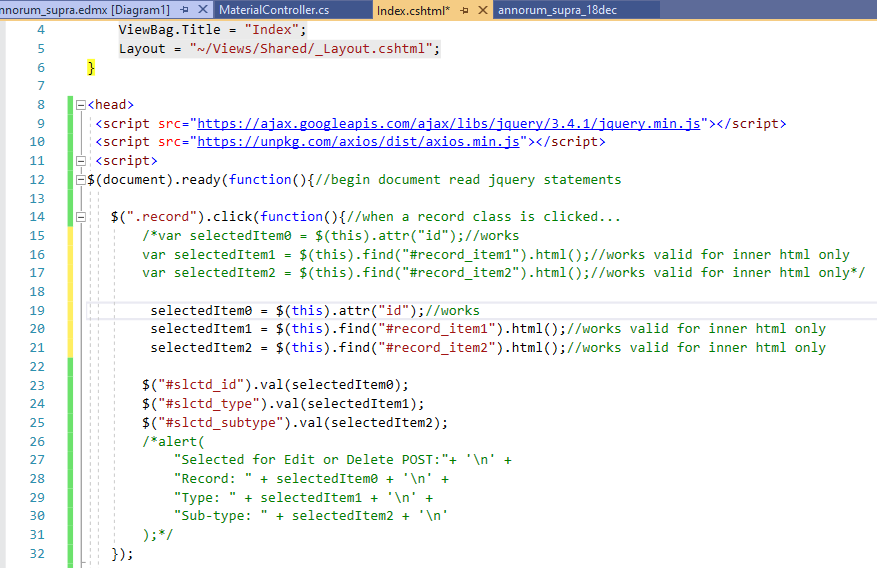 nnorum_supra.edmx [Diagram1] MaterialController.cs Index.cshtml* annorum_supra_18dec
4 ViewBag.Title = "Index";
5 Layout = "~/Views/Shared/_Layout.cshtml";
6 }
7
8 <head>
9 <script src="https://ajax.googleapis.com/ajax/libs/jquery/3.4.1/jquery.min.js"></script>
10 <script src="https://unpkg.com/axios/dist/axios.min.js"></script>
11 <script>
12 $(document).ready(function(){//begin document read jquery statements
13
14 $(".record").click(function(){//when a record class is clicked...
15 /*var selectedItem0 = $(this).attr("id");//works
16 var selectedItem1 = $(this).find("#record_item1").html();//works valid for inner html only
17 var selectedItem2 = $(this).find("#record_item2").html();//works valid for inner html only*/
18
19 selectedItem0 = $(this).attr("id");//works
20 selectedItem1 = $(this).find("#record_item1").html();//works valid for inner html only
21 selectedItem2 = $(this).find("#record_item2").html();//works valid for inner html only
22
23 $("#slctd_id").val(selectedItem0);
24 $("#slctd_type").val(selectedItem1);
25 $("#slctd_subtype").val(selectedItem2);
26 /*alert(
27 "Selected for Edit or Delete POST:"+ '\n' +
28 "Record: " + selectedItem0 + '\n' +
29 "Type: " + selectedItem1 + '\n' +
30 "Sub-type: " + selectedItem2 + '\n'
31 );*/
32 });